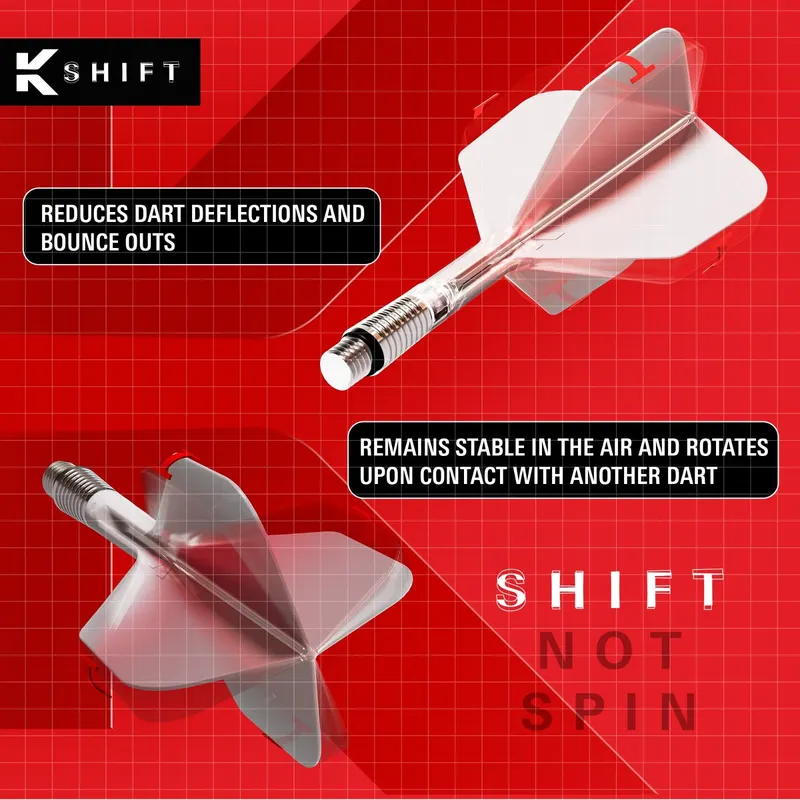 K SHIFT
REDUCES DART DEFLECTIONS AND
BOUNCE OUTS
REMAINS STABLE IN THE AIR AND ROTATES
UPON CONTACT WITH ANOTHER DART
SHIFT
NOT
SPIN